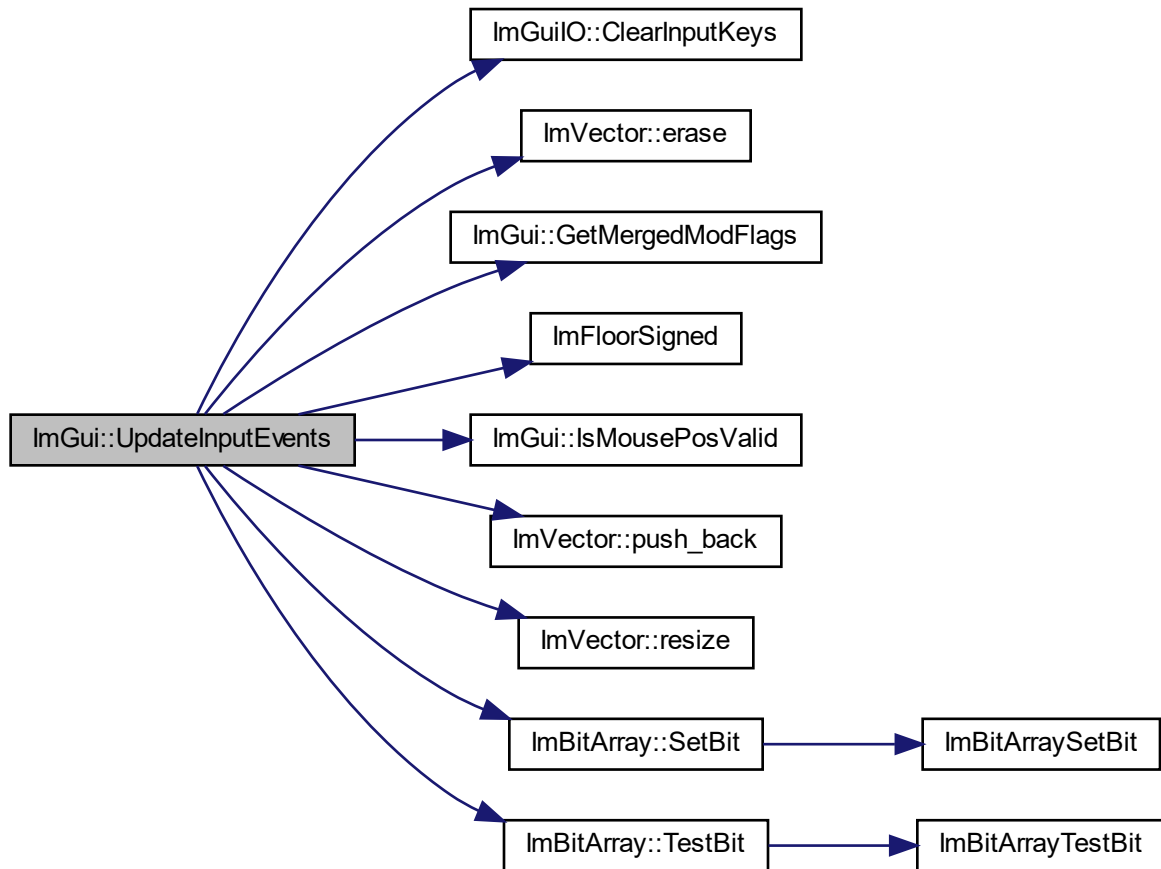 ImGuiIO::ClearInputKeys
ImVector::erase
ImGui::GetMergedModFlags
ImFloorSigned
ImGui::UpdateInputEvents
ImGui::IsMousePosValid
ImVector::push_back
ImVector::resize
ImBitArray::SetBit
ImBitArraySetBit
ImBitArray::TestBit
ImBitArrayTestBit